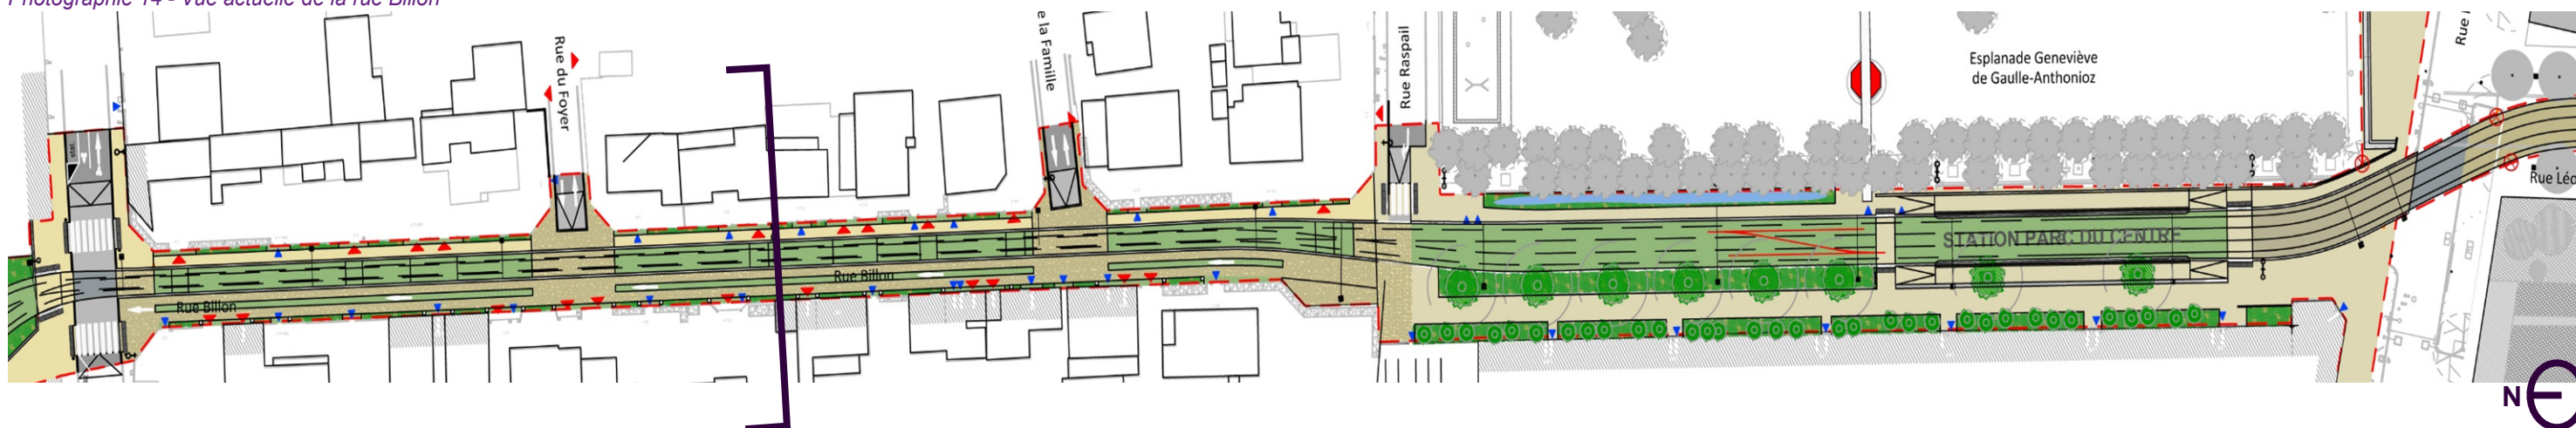 Photographie 14 - Vue actuelle de la rue Billon
Rue du Foyer
e la Famille
Rue Raspail
Esplanade Geneviève
de Gaulle-Anthonioz
Rue
Rue Léo
STATION PARC DU CENTRE
Rue Billon
Rue Billon
N